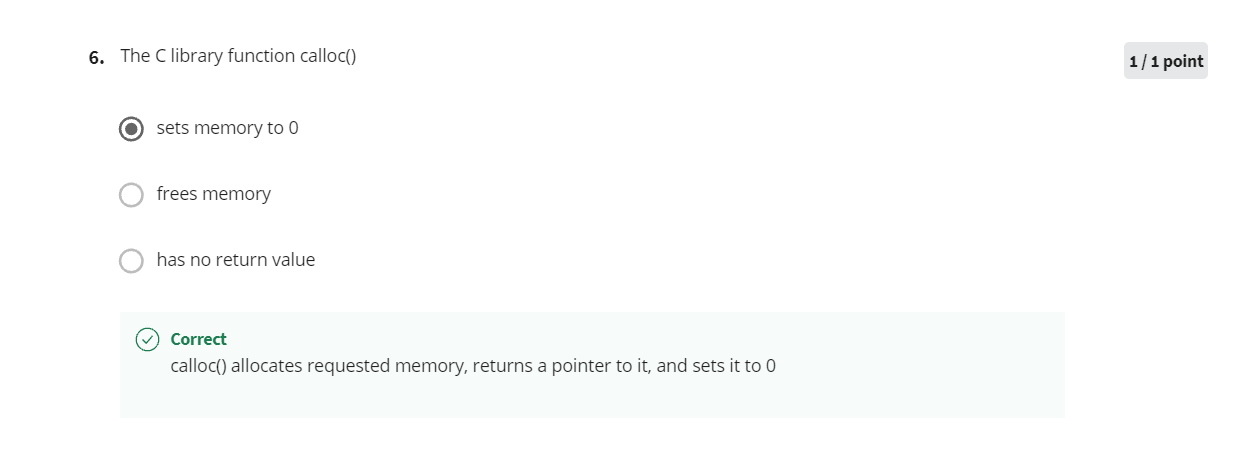 6. The C library function calloc()
1 / 1 point
sets memory to 0
frees memory
has no return value
Correct
calloc() allocates requested memory, returns a pointer to it, and sets it to 0